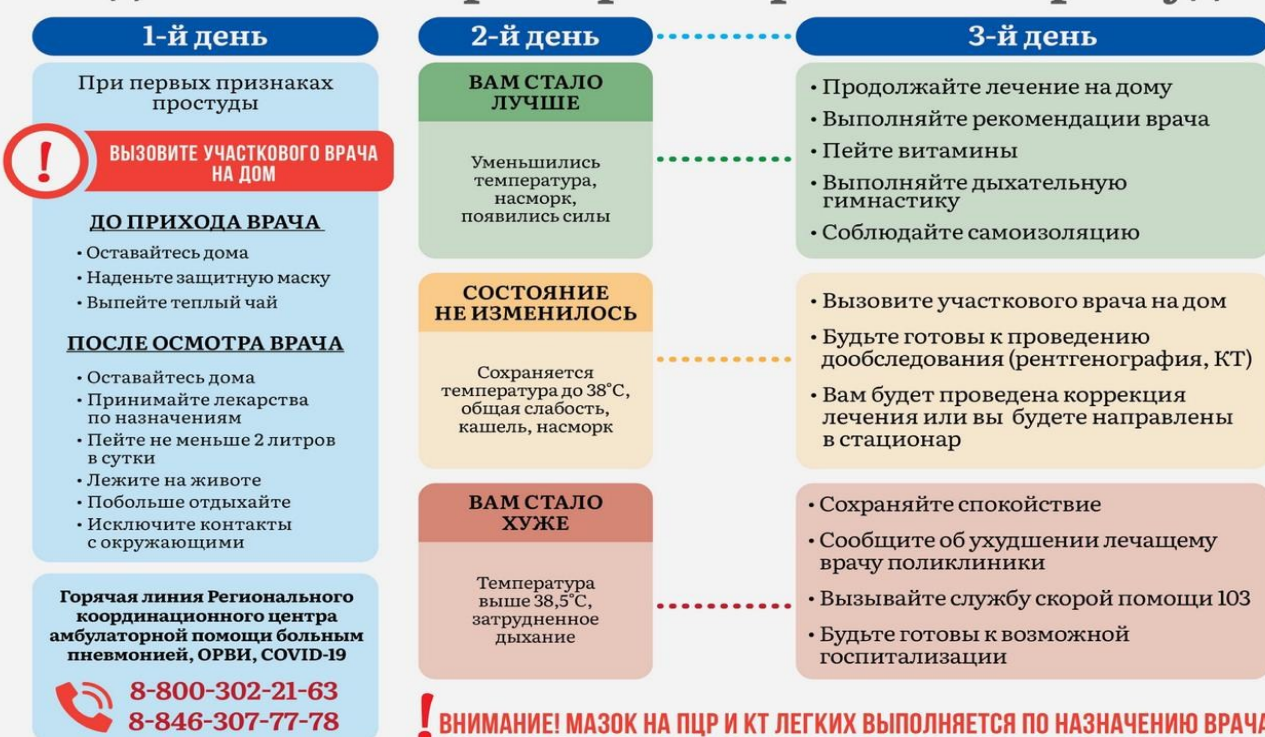 1-й день
При первых признаках
простуды
!
ВЫЗОВИТЕ УЧАСТКОВОГО ВРАЧА
НА ДОМ
ДО ПРИХОДА ВРАЧА
• Оставайтесь дома
• Наденьте защитную маску
• Выпейте теплый чай
ПОСЛЕ ОСМОТРА ВРАЧА
• Оставайтесь дома
• Принимайте лекарства
по назначениям
• Пейте не меньше 2 литров
в сутки
• Лежите на животе
• Побольше отдыхайте
• Исключите контакты
с окружающими
Горячая линия Регионального
координационного центра
амбулаторной помощи больным
пневмонией, ОРВИ, COVID-19
8-800-302-21-63
8-846-307-77-78
2-й день
3-й день
ВАМ СТАЛО
ЛУЧШЕ
Уменьшились
температура,
насморк,
появились силы
• Продолжайте лечение на дому
• Выполняйте рекомендации врача
• Пейте витамины
• Выполняйте дыхательную
гимнастику
• Соблюдайте самоизоляцию
СОСТОЯНИЕ
НЕ ИЗМЕНИЛОСЬ
Сохраняется
температура до 38°С,
общая слабость,
кашель, насморк
• Вызовите участкового врача на дом
• Будьте готовы к проведению
дообследования (рентгенография, КТ)
• Вам будет проведена коррекция
лечения или вы будете направлены
в стационар
ВАМ СТАЛО
ХУЖЕ
Температура
выше 38,5°С,
затрудненное
дыхание
• Сохраняйте спокойствие
• Сообщите об ухудшении лечащему
врачу поликлиники
• Вызывайте службу скорой помощи 103
• Будьте готовы к возможной
госпитализации
! ВНИМАНИЕ! МАЗОК НА ПЦР И КТ ЛЕГКИХ ВЫПОЛНЯЕТСЯ ПО НАЗНАЧЕНИЮ ВРАЧА